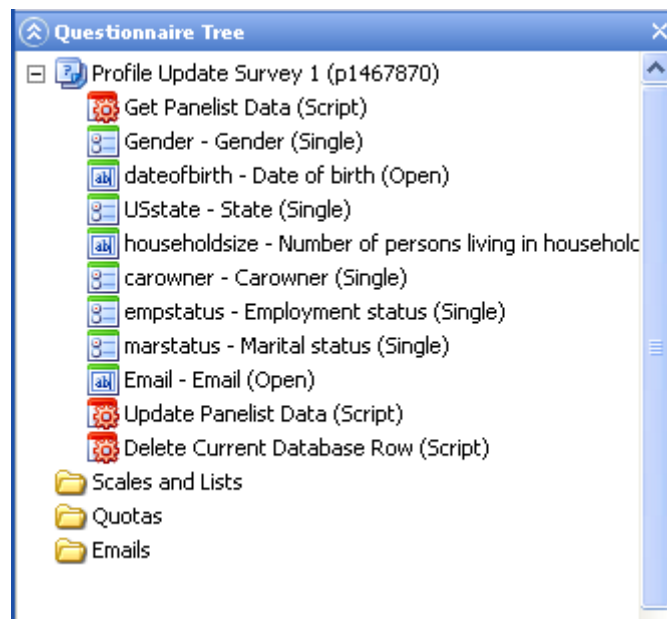 Questionnaire Tree
Profile Update Survey 1 (p1467870)
Get Panelist Data (Script)
Gender - Gender (Single)
dateofbirth - Date of birth (Open)
USstate - State (Single)
householdsize - Number of persons living in househol
carowner - Carowner (Single)
empstatus - Employment status (Single)
marstatus - Marital status (Single)
Email - Email (Open)
Update Panelist Data (Script)
Delete Current Database Row (Script)
Scales and Lists
Quotas
Emails